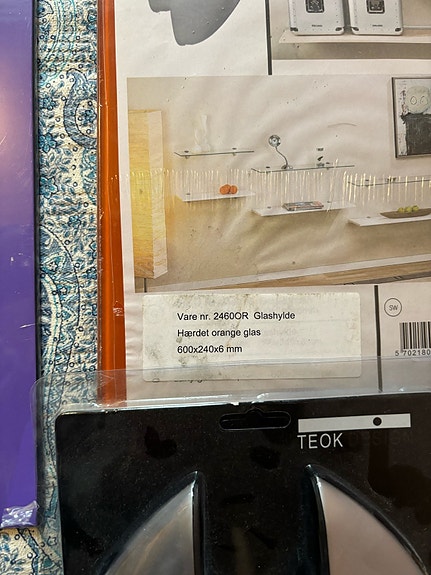 Vare nr. 2460OR Glashylde
Hærdet orange glas
600x240x6 mm
SW
5 702180
TEOK